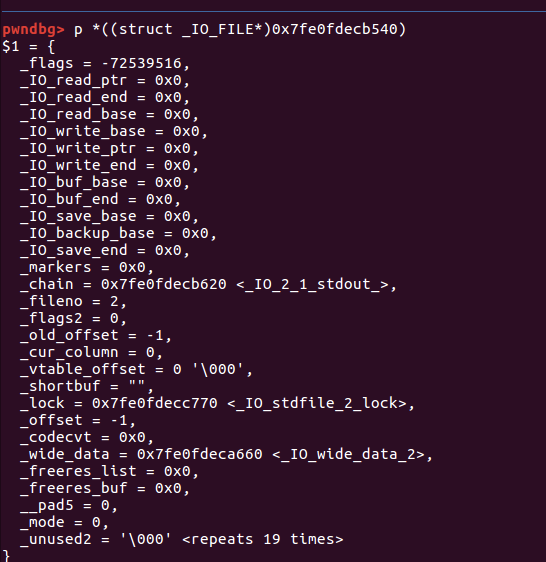 pwndbg> p *((struct _IO_FILE*)0x7fe0fdecb540)
$1 = {
  _flags = -72539516,
  _IO_read_ptr = 0x0,
  _IO_read_end = 0x0,
  _IO_read_base = 0x0,
  _IO_write_base = 0x0,
  _IO_write_ptr = 0x0,
  _IO_write_end = 0x0,
  _IO_buf_base = 0x0,
  _IO_buf_end = 0x0,
  _IO_save_base = 0x0,
  _IO_backup_base = 0x0,
  _IO_save_end = 0x0,
  _markers = 0x0,
  _chain = 0x7fe0fdecb620 <_IO_2_1_stdout_>,
  _fileno = 2,
  _flags2 = 0,
  _old_offset = -1,
  _cur_column = 0,
  _vtable_offset = 0 '\000',
  _shortbuf = "",
  _lock = 0x7fe0fdecc770 <_IO_stdfile_2_lock>,
  _offset = -1,
  _codecvt = 0x0,
  _wide_data = 0x7fe0fdeca660 <_IO_wide_data_2>,
  _freeres_list = 0x0,
  _freeres_buf = 0x0,
  __pad5 = 0,
  _mode = 0,
  _unused2 = '\000' <repeats 19 times>
}